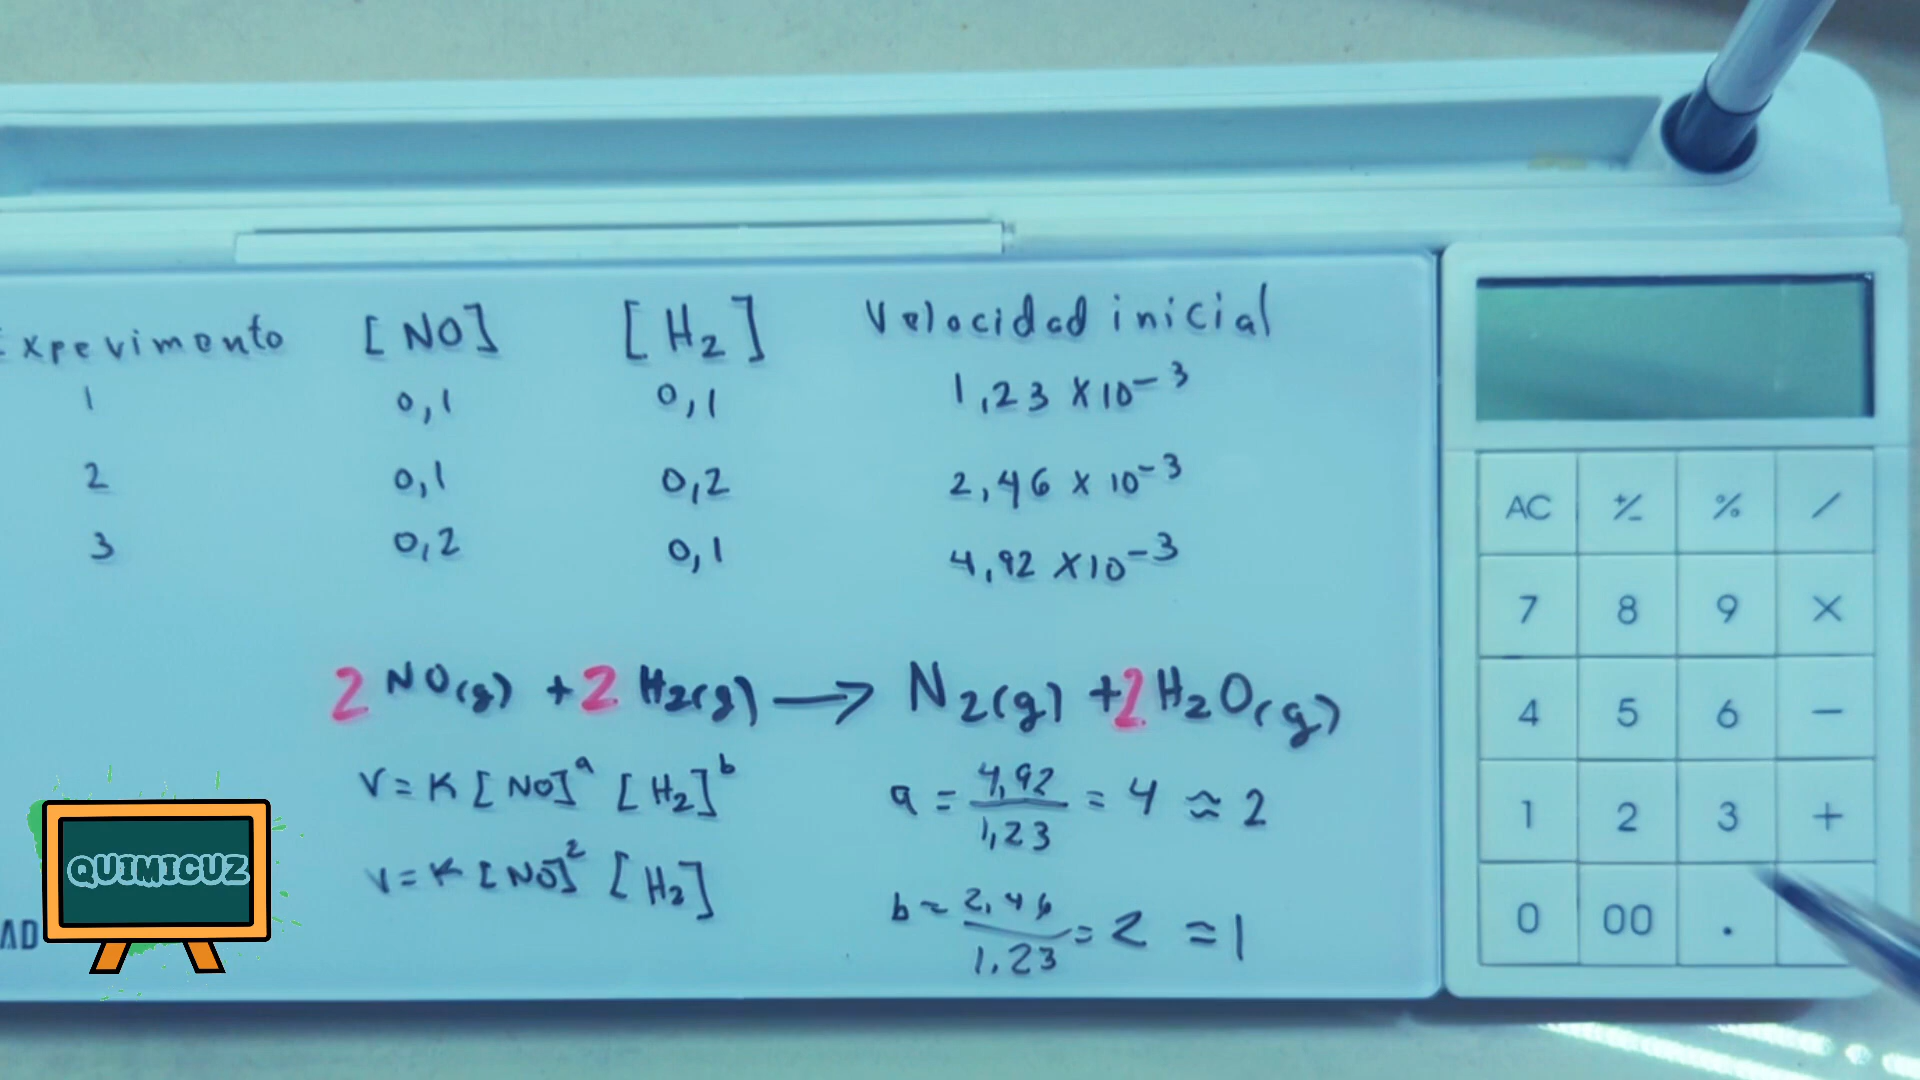 Experimento [NO] [H2] Velocidad inicial
1 0,1 0,1 1,23 x 10-3
2 0,1 0,2 2,46 x 10-3
3 0,2 0,1 4,92 x 10-3
2 NO(g) + 2 H2(g) → N2(g) + 2 H2O(g)
V = K [NO]a [H2]b
a = 4,92/1,23 = 4 ≈ 2
V = K [NO]2 [H2]
b = 2,46/1,23 = 2 = 1
QUIMICUZ
AD
AC +/- % /
7 8 9 ×
4 5 6 −
1 2 3 +
0 00 .